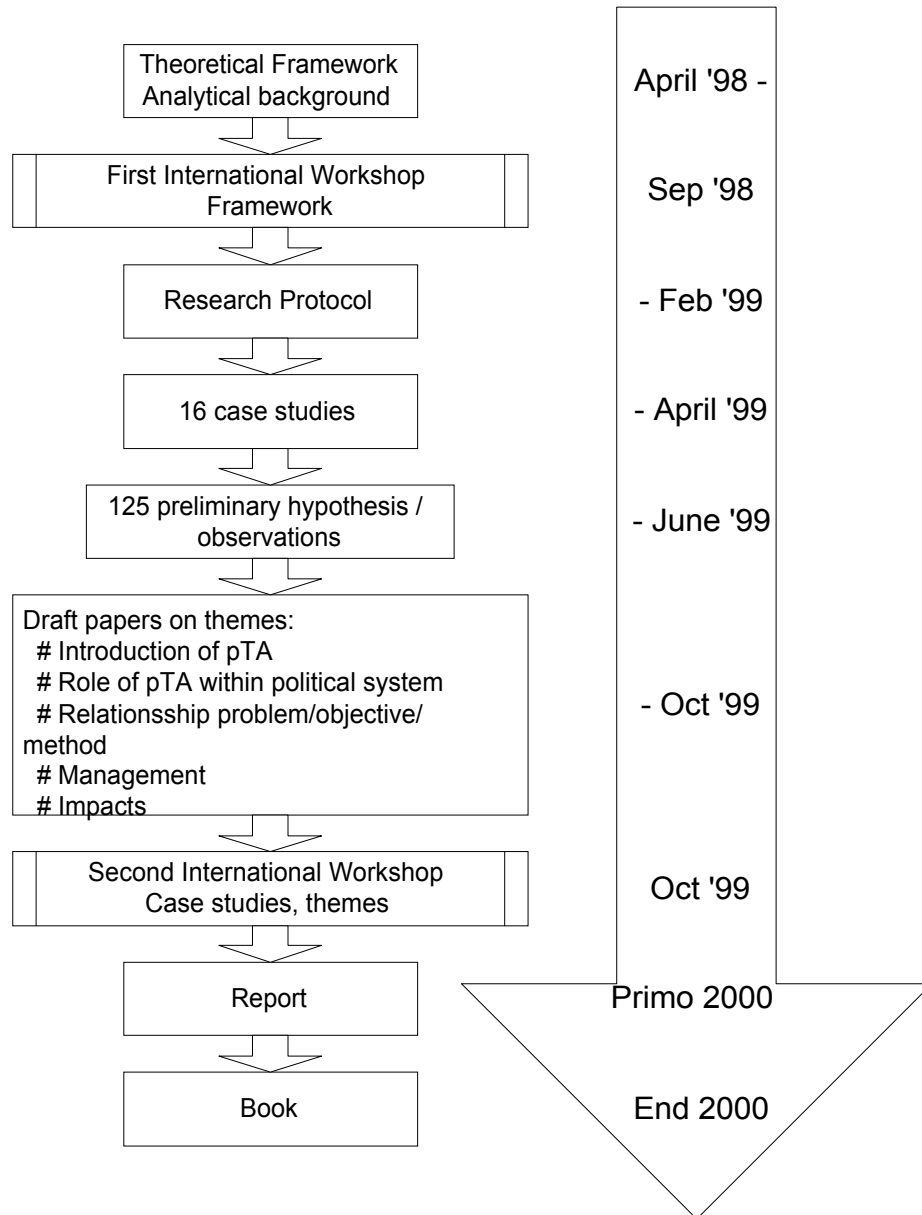 Theoretical Framework
Analytical background
April '98 -
First International Workshop
Framework
Sep '98
Research Protocol
- Feb '99
16 case studies
- April '99
125 preliminary hypothesis /
observations
- June '99
Draft papers on themes:
# Introduction of pTA
# Role of pTA within political system
# Relationsship problem/objective/
method
# Management
# Impacts
- Oct '99
Second International Workshop
Case studies, themes
Oct '99
Report
Primo 2000
Book
End 2000